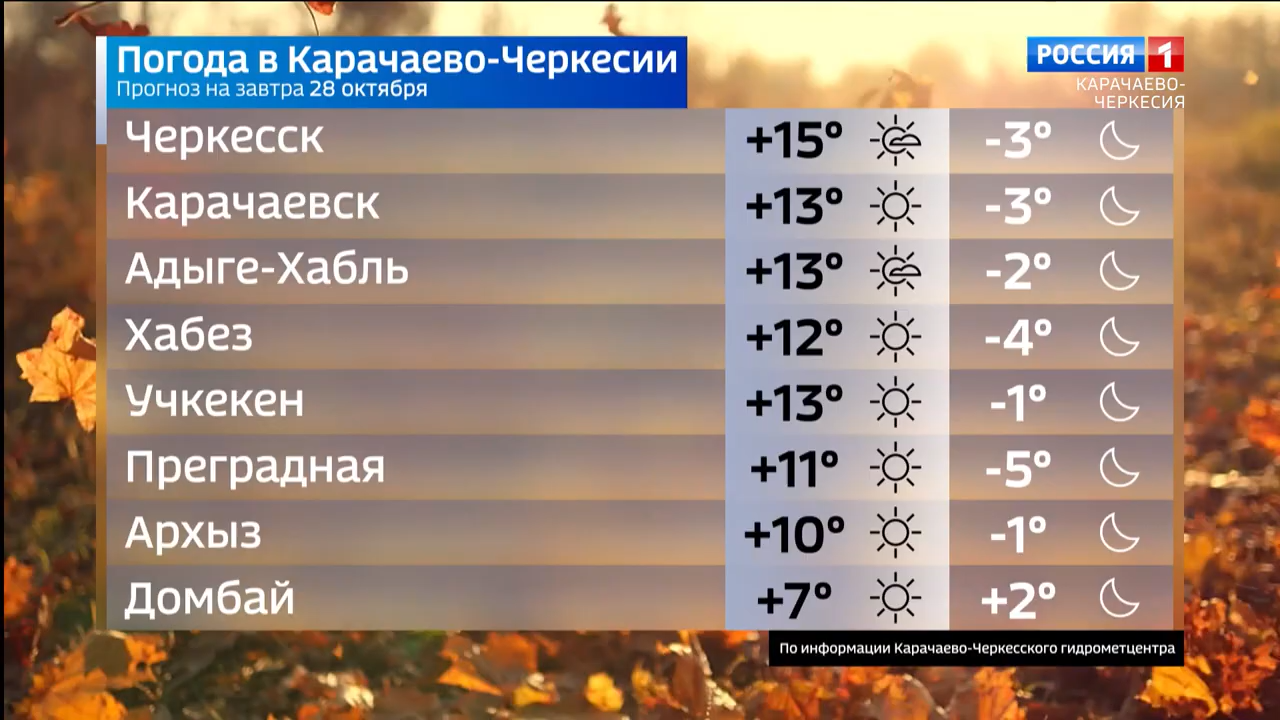 Погода в Карачаево-Черкесии
Прогноз на завтра 28 октября
РОССИЯ 1
КАРАЧАЕВО-
ЧЕРКЕСИЯ
Черкесск +15° -3°
Карачаевск +13° -3°
Адыге-Хабль +13° -2°
Хабез +12° -4°
Учкекен +13° -1°
Преградная +11° -5°
Архыз +10° -1°
Домбай +7° +2°
По информации Карачаево-Черкесского гидрометцентра